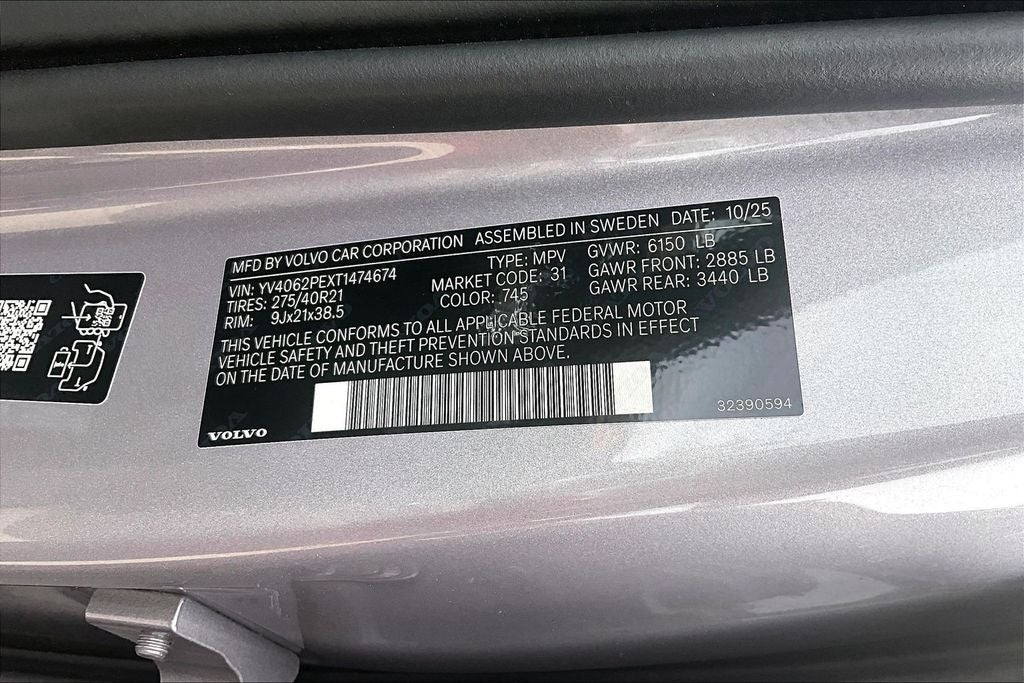 MFD BY VOLVO CAR CORPORATION ASSEMBLED IN SWEDEN DATE: 10/25
VIN: YV4062PEXT1474674 TYPE: MPV GVWR: 6150 LB
TIRES: 275/40R21 MARKET CODE: 31 GAWR FRONT: 2885 LB
RIM: 9Jx21x38.5 COLOR: 745 GAWR REAR: 3440 LB
THIS VEHICLE CONFORMS TO ALL APPLICABLE FEDERAL MOTOR
VEHICLE SAFETY AND THEFT PREVENTION STANDARDS IN EFFECT
ON THE DATE OF MANUFACTURE SHOWN ABOVE.
VOLVO 32390594